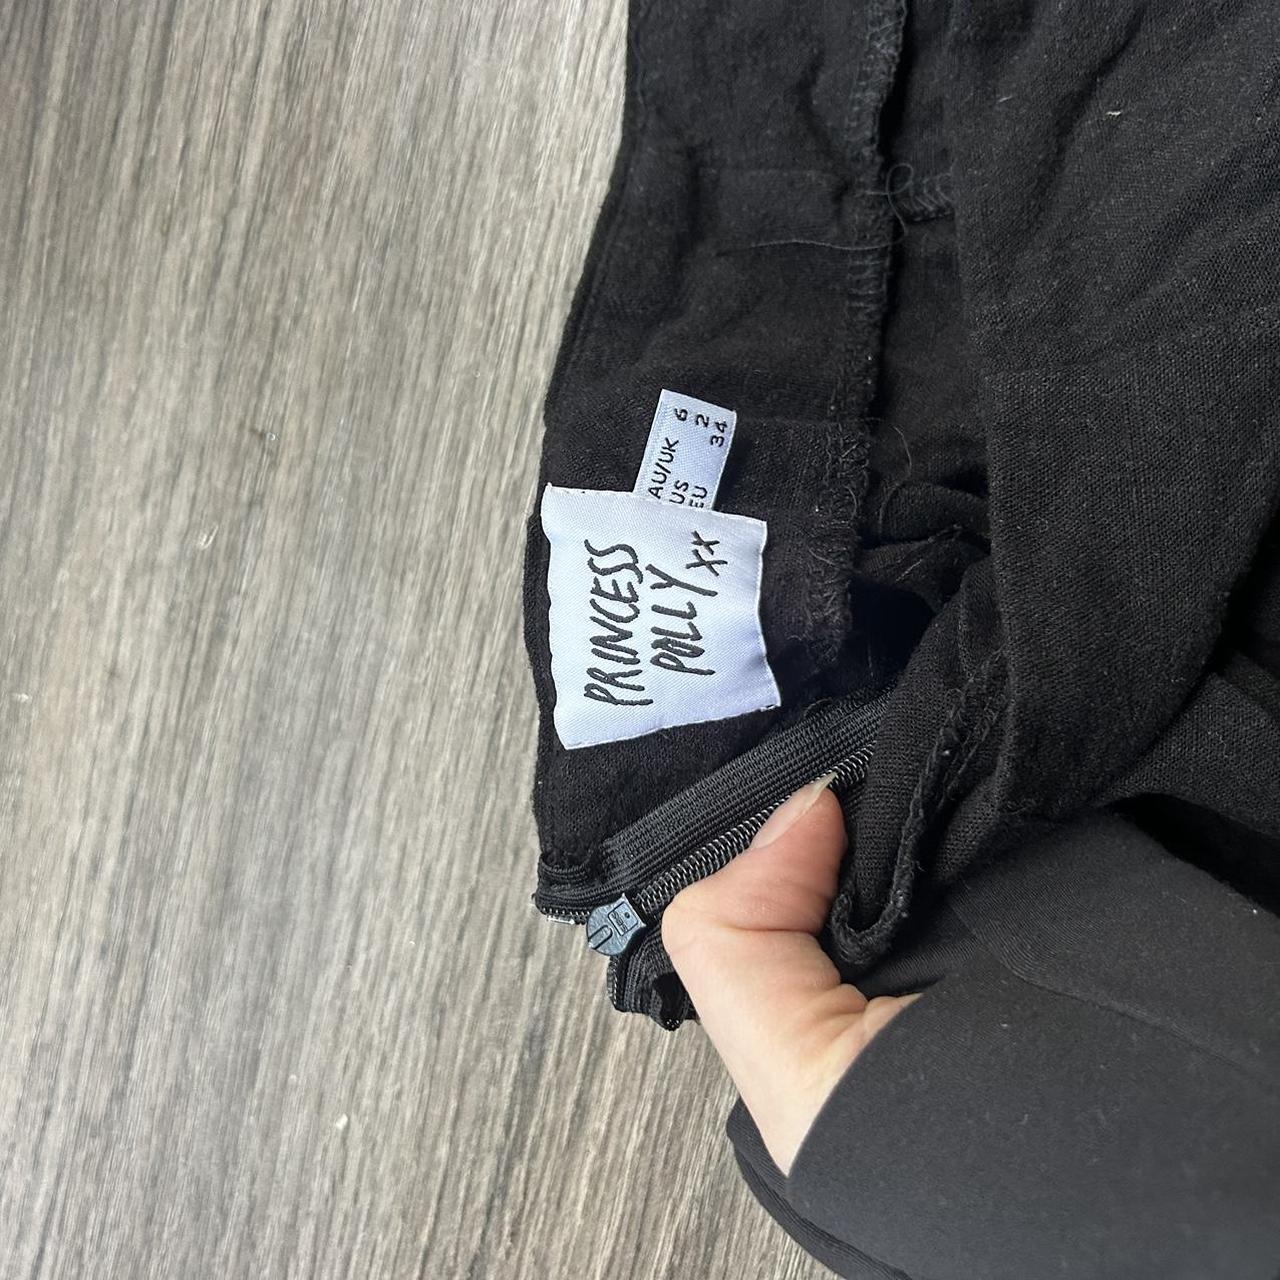 PRINCESS
POLLY xx
AU/UK 6
US 2
EU 34